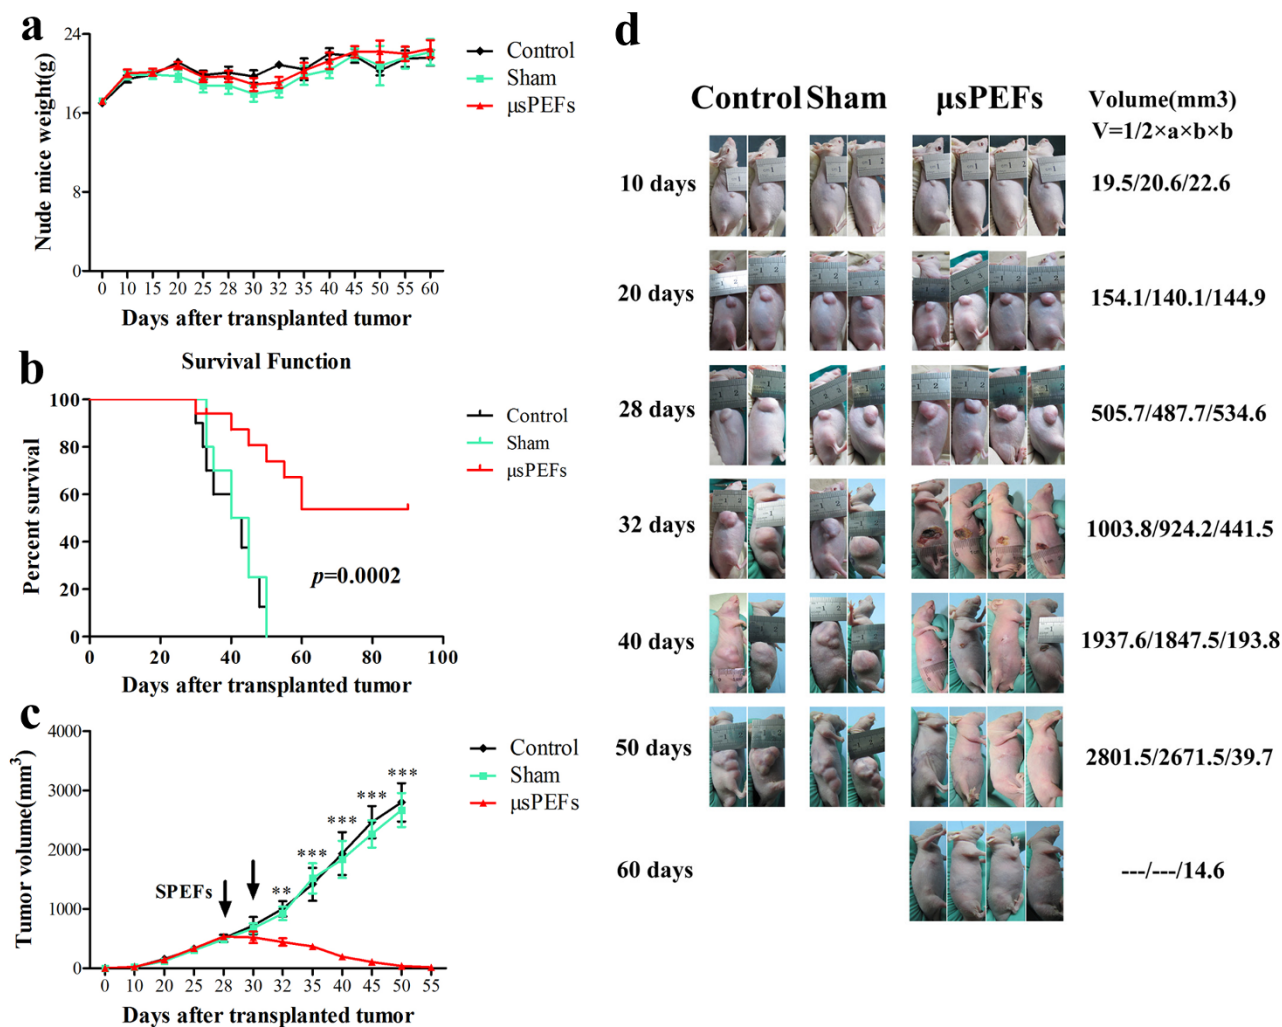 a
Nude mice weight(g)
24
16
8
0
0 10 15 20 25 28 30 32 35 40 45 50 55 60
Days after transplanted tumor
Control
Sham
μsPEFs
b
Survival Function
Percent survival
100
80
60
40
20
0
0 20 40 60 80 100
Days after transplanted tumor
p=0.0002
Control
Sham
μsPEFs
c
Tumor volume(mm3)
4000
3000
2000
1000
0
0 10 20 25 28 30 32 35 40 45 50 55
Days after transplanted tumor
SPEFs
**
***
***
***
***
Control
Sham
μsPEFs
d
Control Sham μsPEFs Volume(mm3)
V=1/2×a×b×b
10 days 19.5/20.6/22.6
20 days 154.1/140.1/144.9
28 days 505.7/487.7/534.6
32 days 1003.8/924.2/441.5
40 days 1937.6/1847.5/193.8
50 days 2801.5/2671.5/39.7
60 days ---/---/14.6